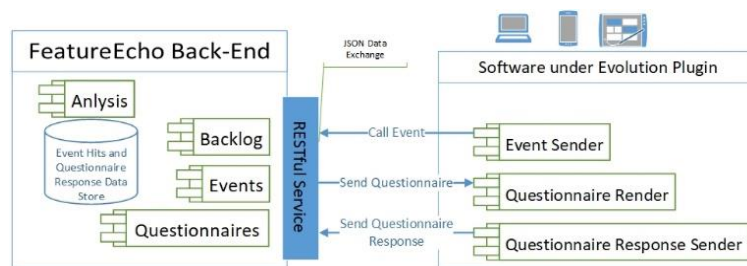 FeatureEcho Back-End
Anlysis
Event Hits and
Questionnaire
Response Data
Store
Backlog
Events
Questionnaires
RESTful Service
JSON Data
Exchange
Call Event
Send Questionnaire
Send Questionnaire
Response
Software under Evolution Plugin
Event Sender
Questionnaire Render
Questionnaire Response Sender